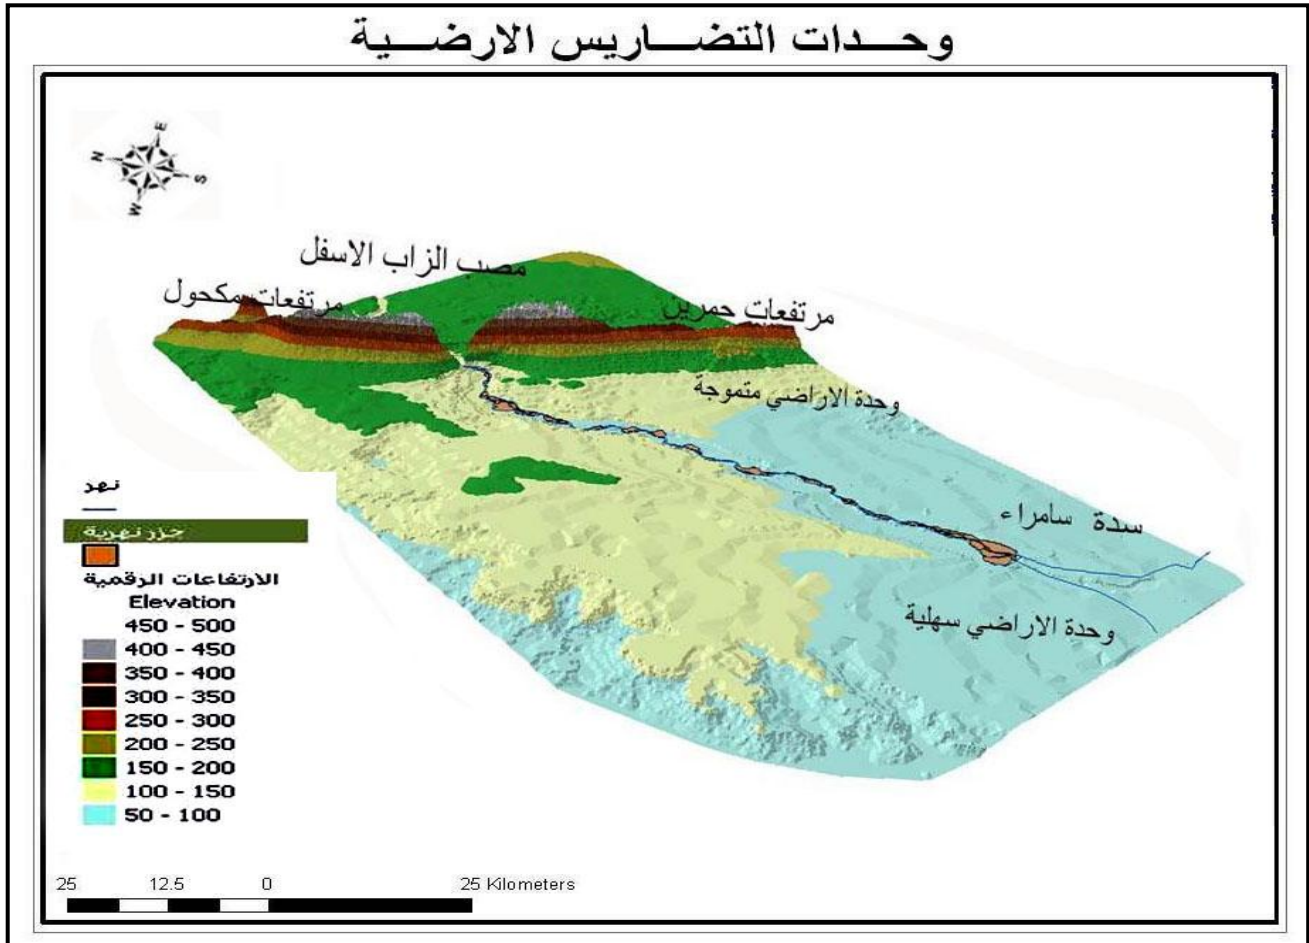 وحـــدات التضـــاريس الارضـــية
N
E
S
W
مصب الزاب الاسفل
مرتفعات مكحول
مرتفعات حمرين
وحدة الاراضي متموجة
سدة سامراء
وحدة الاراضي سهلية
نهر
جزر نهرية
الارتفاعات الرقمية
Elevation
450 - 500
400 - 450
350 - 400
300 - 350
250 - 300
200 - 250
150 - 200
100 - 150
50 - 100
25 12.5 0 25 Kilometers